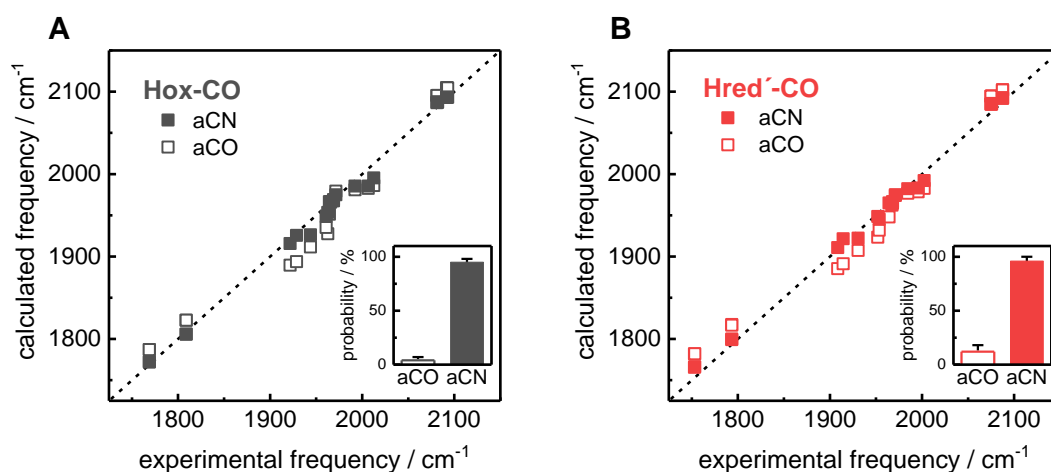 A
Hox-CO
aCN
aCO
calculated frequency / cm-1
2100
2000
1900
1800
1800 1900 2000 2100
experimental frequency / cm-1
probability / %
100
50
0
aCO aCN
B
Hred´-CO
aCN
aCO
calculated frequency / cm-1
2100
2000
1900
1800
1800 1900 2000 2100
experimental frequency / cm-1
probability / %
100
50
0
aCO aCN